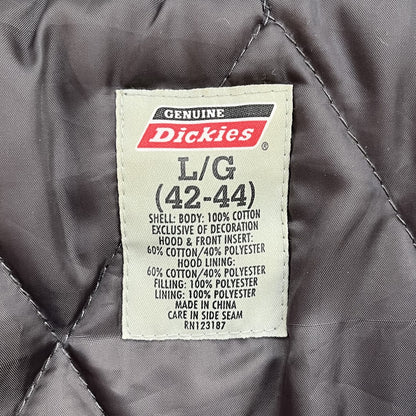 GENUINE
Dickies
®
L/G
(42-44)
SHELL: BODY: 100% COTTON
EXCLUSIVE OF DECORATION
HOOD & FRONT INSERT:
60% COTTON/40% POLYESTER
HOOD LINING:
60% COTTON/40% POLYESTER
FILLING: 100% POLYESTER
LINING: 100% POLYESTER
MADE IN CHINA
CARE IN SIDE SEAM
RN123187